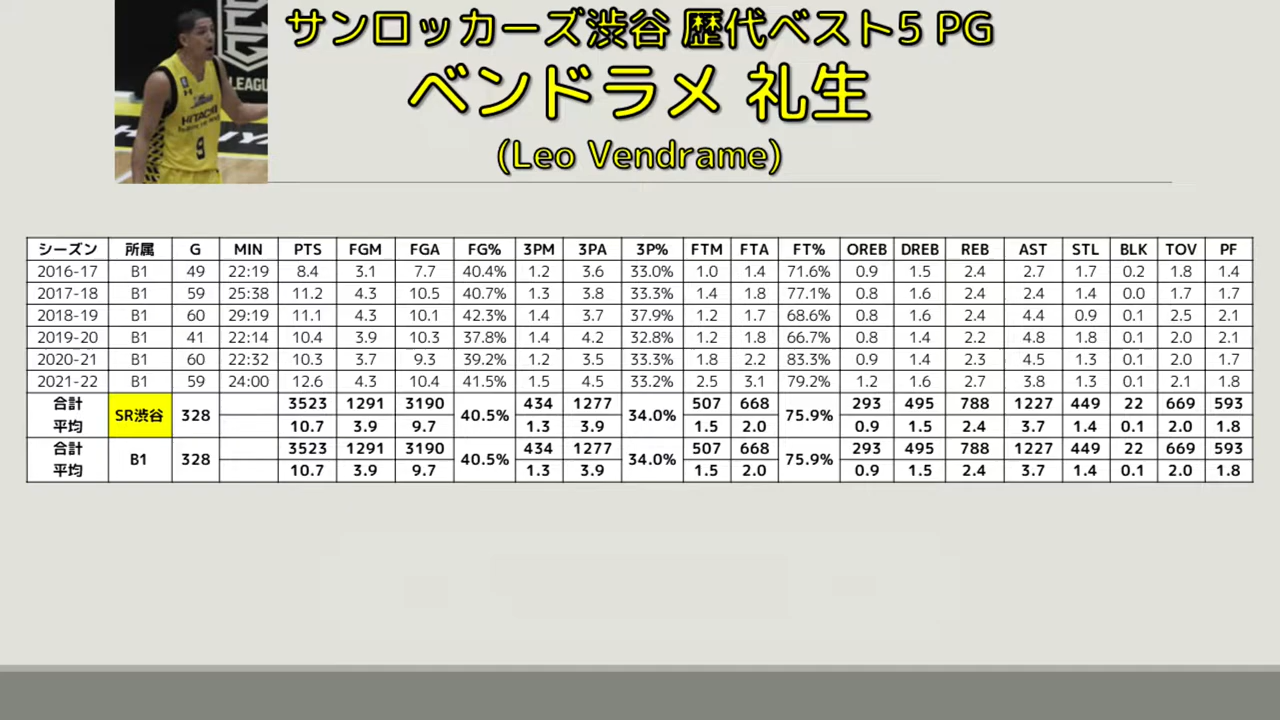 サンロッカーズ渋谷 歴代ベスト5 PG
ベンドラメ 礼生
(Leo Vendrame)
LEAGU
HITACHI
9
シーズン 所属 G MIN PTS FGM FGA FG% 3PM 3PA 3P% FTM FTA FT% OREB DREB REB AST STL BLK TOV PF
2016-17 B1 49 22:19 8.4 3.1 7.7 40.4% 1.2 3.6 33.0% 1.0 1.4 71.6% 0.9 1.5 2.4 2.7 1.7 0.2 1.8 1.4
2017-18 B1 59 25:38 11.2 4.3 10.5 40.7% 1.3 3.8 33.3% 1.4 1.8 77.1% 0.8 1.6 2.4 2.4 1.4 0.0 1.7 1.7
2018-19 B1 60 29:19 11.1 4.3 10.1 42.3% 1.4 3.7 37.9% 1.2 1.7 68.6% 0.8 1.6 2.4 4.4 0.9 0.1 2.5 2.1
2019-20 B1 41 22:14 10.4 3.9 10.3 37.8% 1.4 4.2 32.8% 1.2 1.8 66.7% 0.8 1.4 2.2 4.8 1.8 0.1 2.0 2.1
2020-21 B1 60 22:32 10.3 3.7 9.3 39.2% 1.2 3.5 33.3% 1.8 2.2 83.3% 0.9 1.4 2.3 4.5 1.3 0.1 2.0 1.7
2021-22 B1 59 24:00 12.6 4.3 10.4 41.5% 1.5 4.5 33.2% 2.5 3.1 79.2% 1.2 1.6 2.7 3.8 1.3 0.1 2.1 1.8
合計 SR渋谷 328 3523 1291 3190 40.5% 434 1277 34.0% 507 668 75.9% 293 495 788 1227 449 22 669 593
平均 10.7 3.9 9.7 1.3 3.9 1.5 2.0 0.9 1.5 2.4 3.7 1.4 0.1 2.0 1.8
合計 B1 328 3523 1291 3190 40.5% 434 1277 34.0% 507 668 75.9% 293 495 788 1227 449 22 669 593
平均 10.7 3.9 9.7 1.3 3.9 1.5 2.0 0.9 1.5 2.4 3.7 1.4 0.1 2.0 1.8